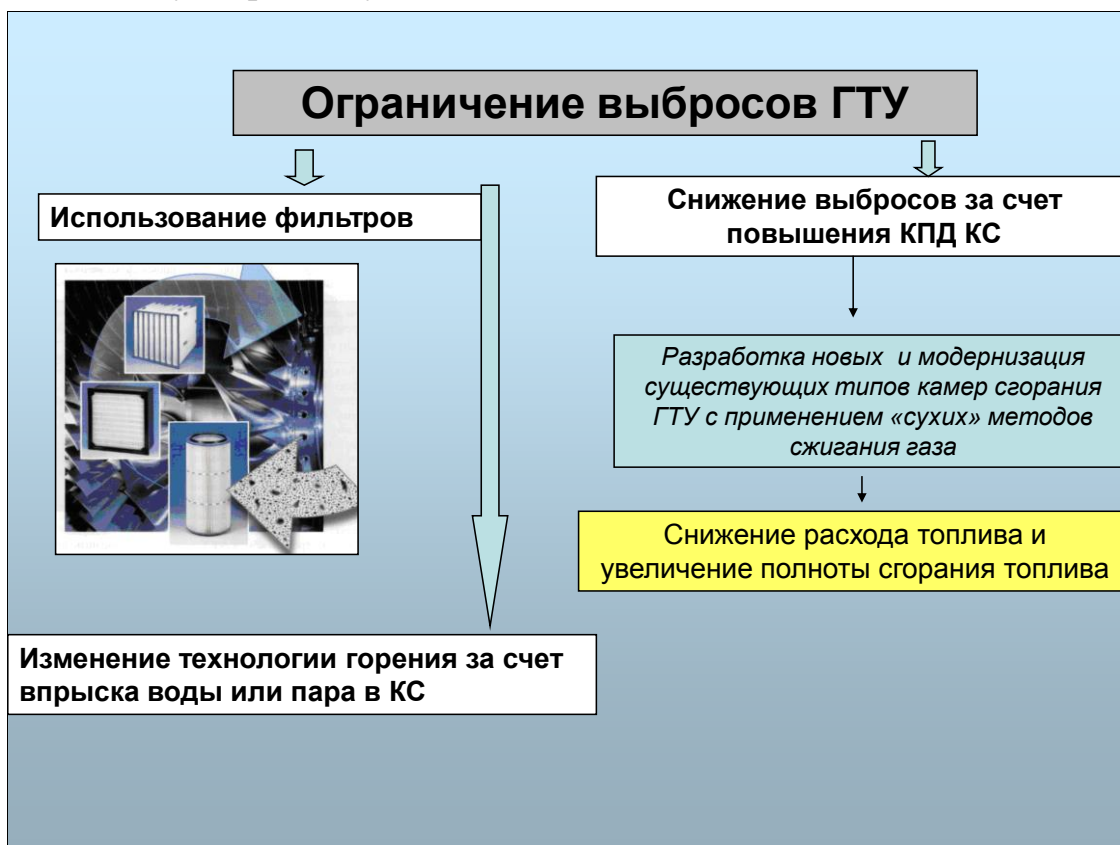 Ограничение выбросов ГТУ
Использование фильтров
Снижение выбросов за счет
повышения КПД КС
Разработка новых и модернизация
существующих типов камер сгорания
ГТУ с применением «сухих» методов
сжигания газа
Снижение расхода топлива и
увеличение полноты сгорания топлива
Изменение технологии горения за счет
впрыска воды или пара в КС